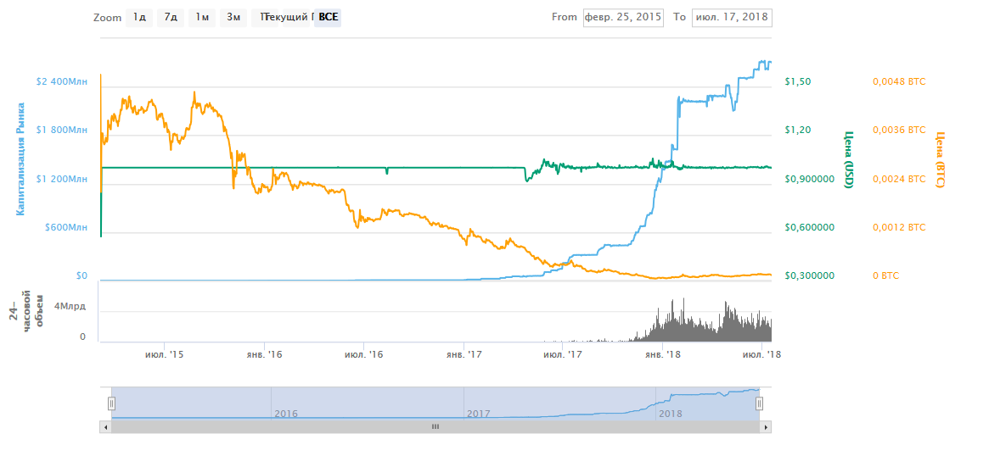 Zoom 1д 7д 1м 3м 1Г Текущий Г ВСЕ From февр. 25, 2015 To июл. 17, 2018
$2 400Млн $1,50 0,0048 BTC
$1 800Млн $1,20 0,0036 BTC
$1 200Млн $0,900000 0,0024 BTC
$600Млн $0,600000 0,0012 BTC
$0 $0,300000 0 BTC
Капитализация Рынка
Цена (USD)
Цена (BTC)
24–
часовой
объем
4Млрд
0
июл. '15 янв. '16 июл. '16 янв. '17 июл. '17 янв. '18 июл. '18
2016 2017 2018